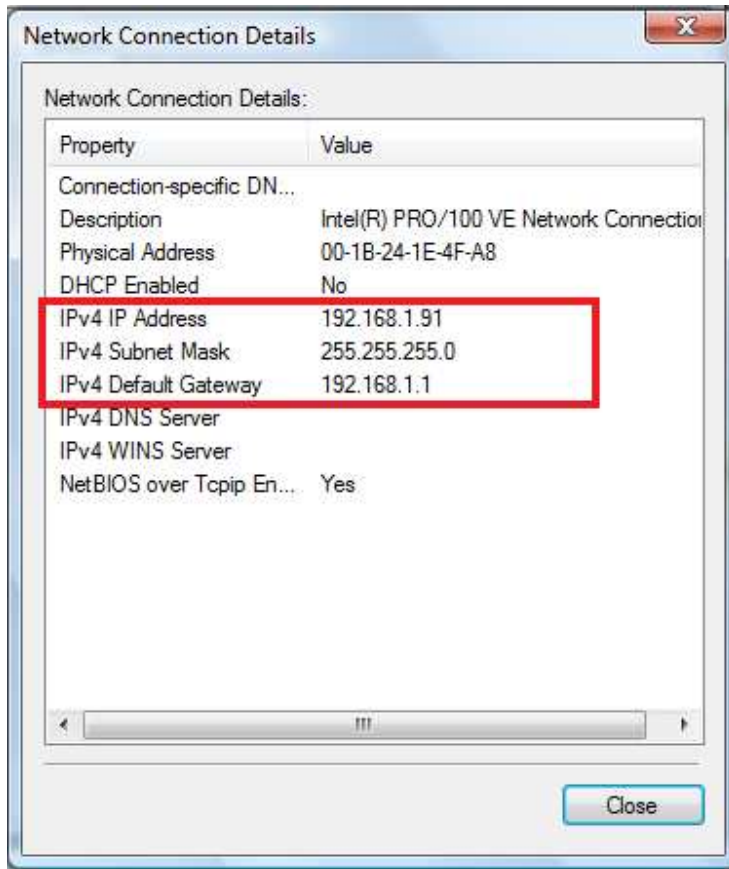 Network Connection Details
Network Connection Details:
Property Value
Connection-specific DN...
Description Intel(R) PRO/100 VE Network Connection
Physical Address 00-1B-24-1E-4F-A8
DHCP Enabled No
IPv4 IP Address 192.168.1.91
IPv4 Subnet Mask 255.255.255.0
IPv4 Default Gateway 192.168.1.1
IPv4 DNS Server
IPv4 WINS Server
NetBIOS over Tcpip En... Yes
Close